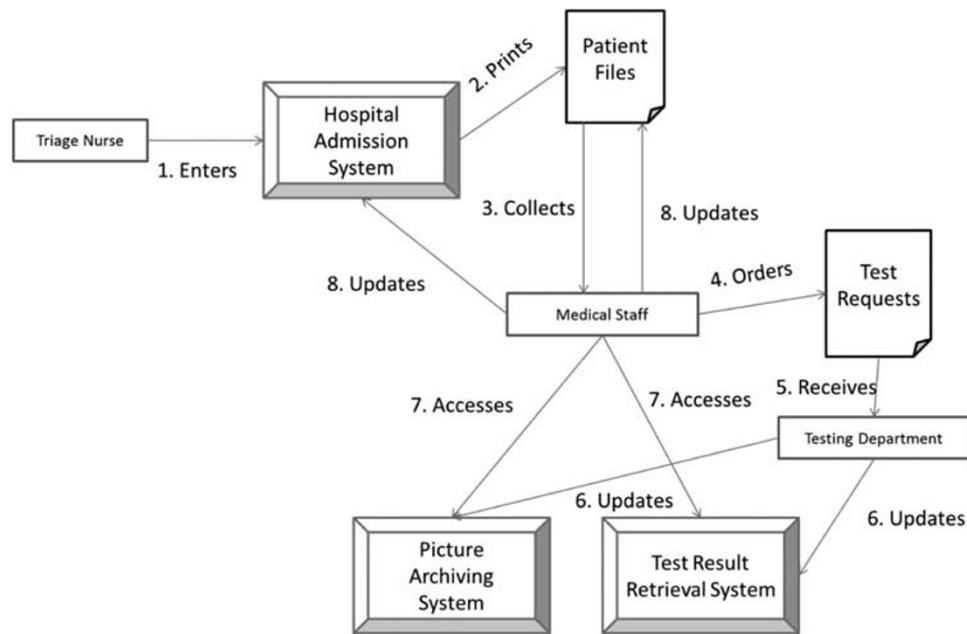 Patient
Files
2. Prints
Hospital
Admission
System
Triage Nurse
1. Enters
3. Collects
8. Updates
Test
Requests
4. Orders
8. Updates
Medical Staff
5. Receives
7. Accesses
7. Accesses
Testing Department
6. Updates
6. Updates
Picture
Archiving
System
Test Result
Retrieval System